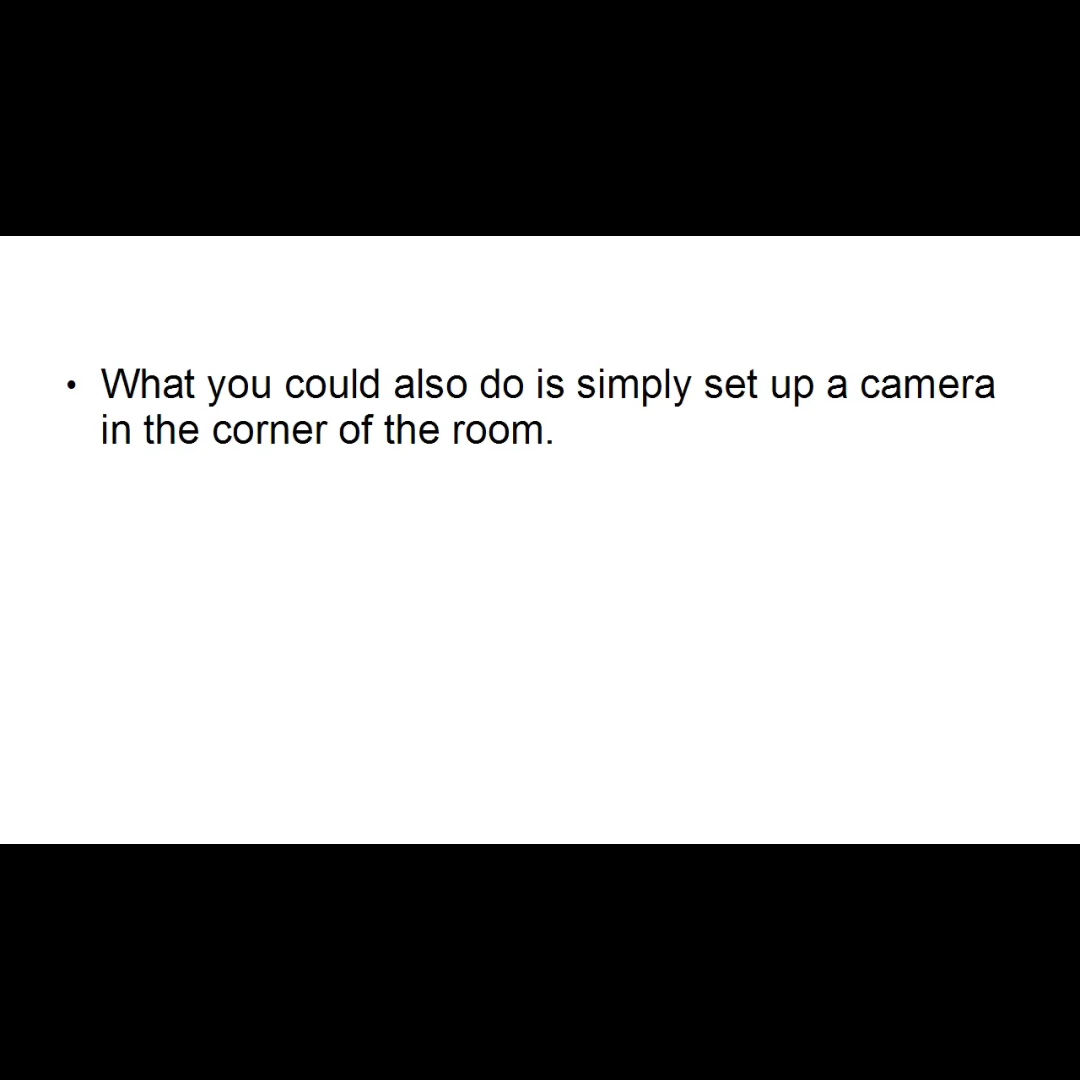 • What you could also do is simply set up a camera
in the corner of the room.